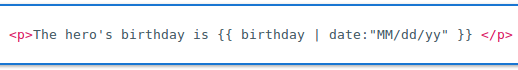 <p>The hero's birthday is {{ birthday | date:"MM/dd/yy" }} </p>